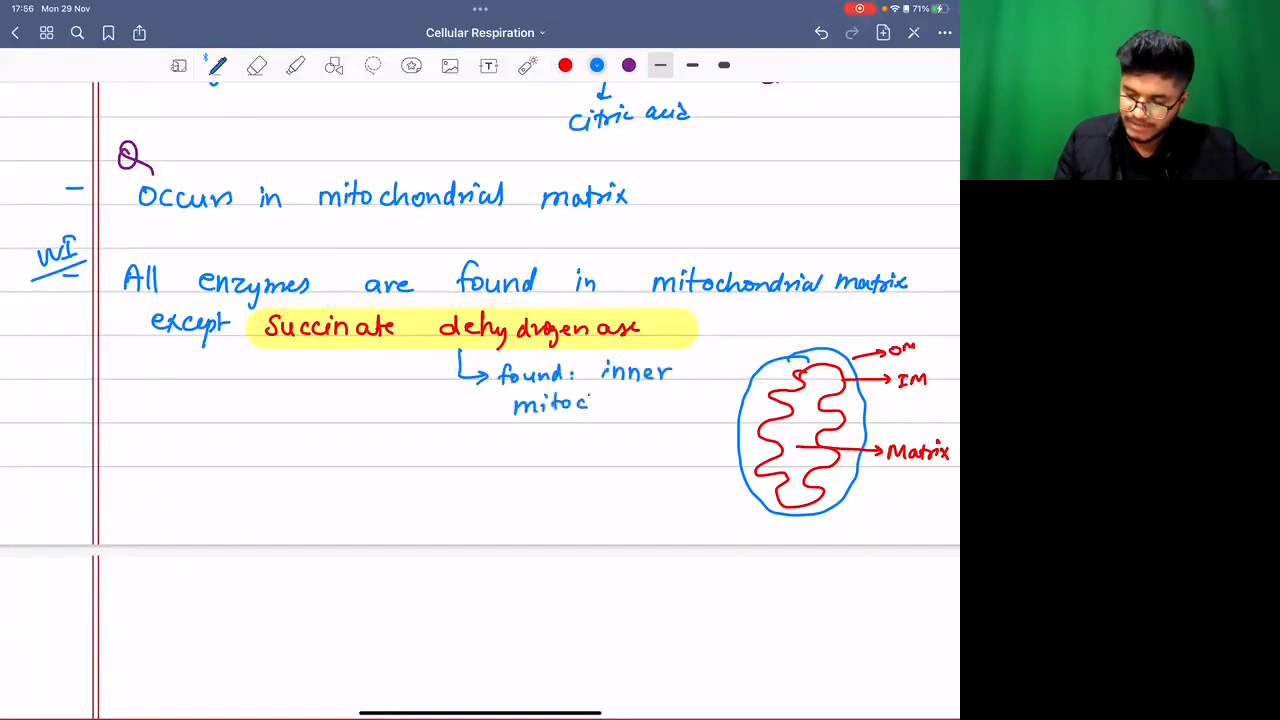 17:56 Mon 29 Nov
71%
Cellular Respiration
Citric acid
Q
Occurs in mitochondrial matrix
WI
All enzymes are found in mitochondrial matrix
except Succinate dehydrogenase
found: inner
mitoc
OM
IM
Matrix